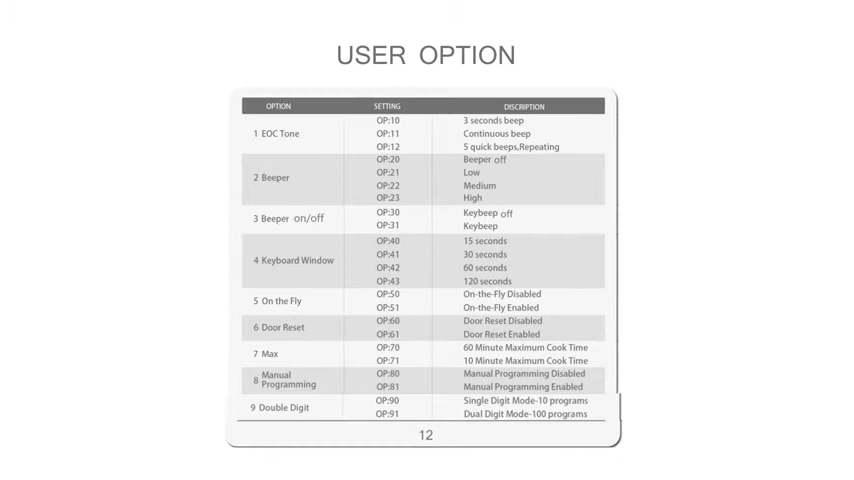 USER OPTION
OPTION SETTING DISCRIPTION
1 EOC Tone
OP:10 3 seconds beep
OP:11 Continuous beep
OP:12 5 quick beeps,Repeating
2 Beeper
OP:20 Beeper off
OP:21 Low
OP:22 Medium
OP:23 High
3 Beeper on/off
OP:30 Keybeep off
OP:31 Keybeep
4 Keyboard Window
OP:40 15 seconds
OP:41 30 seconds
OP:42 60 seconds
OP:43 120 seconds
5 On the Fly
OP:50 On-the-Fly Disabled
OP:51 On-the-Fly Enabled
6 Door Reset
OP:60 Door Reset Disabled
OP:61 Door Reset Enabled
7 Max
OP:70 60 Minute Maximum Cook Time
OP:71 10 Minute Maximum Cook Time
8 Manual
Programming
OP:80 Manual Programming Disabled
OP:81 Manual Programming Enabled
9 Double Digit
OP:90 Single Digit Mode-10 programs
OP:91 Dual Digit Mode-100 programs
12